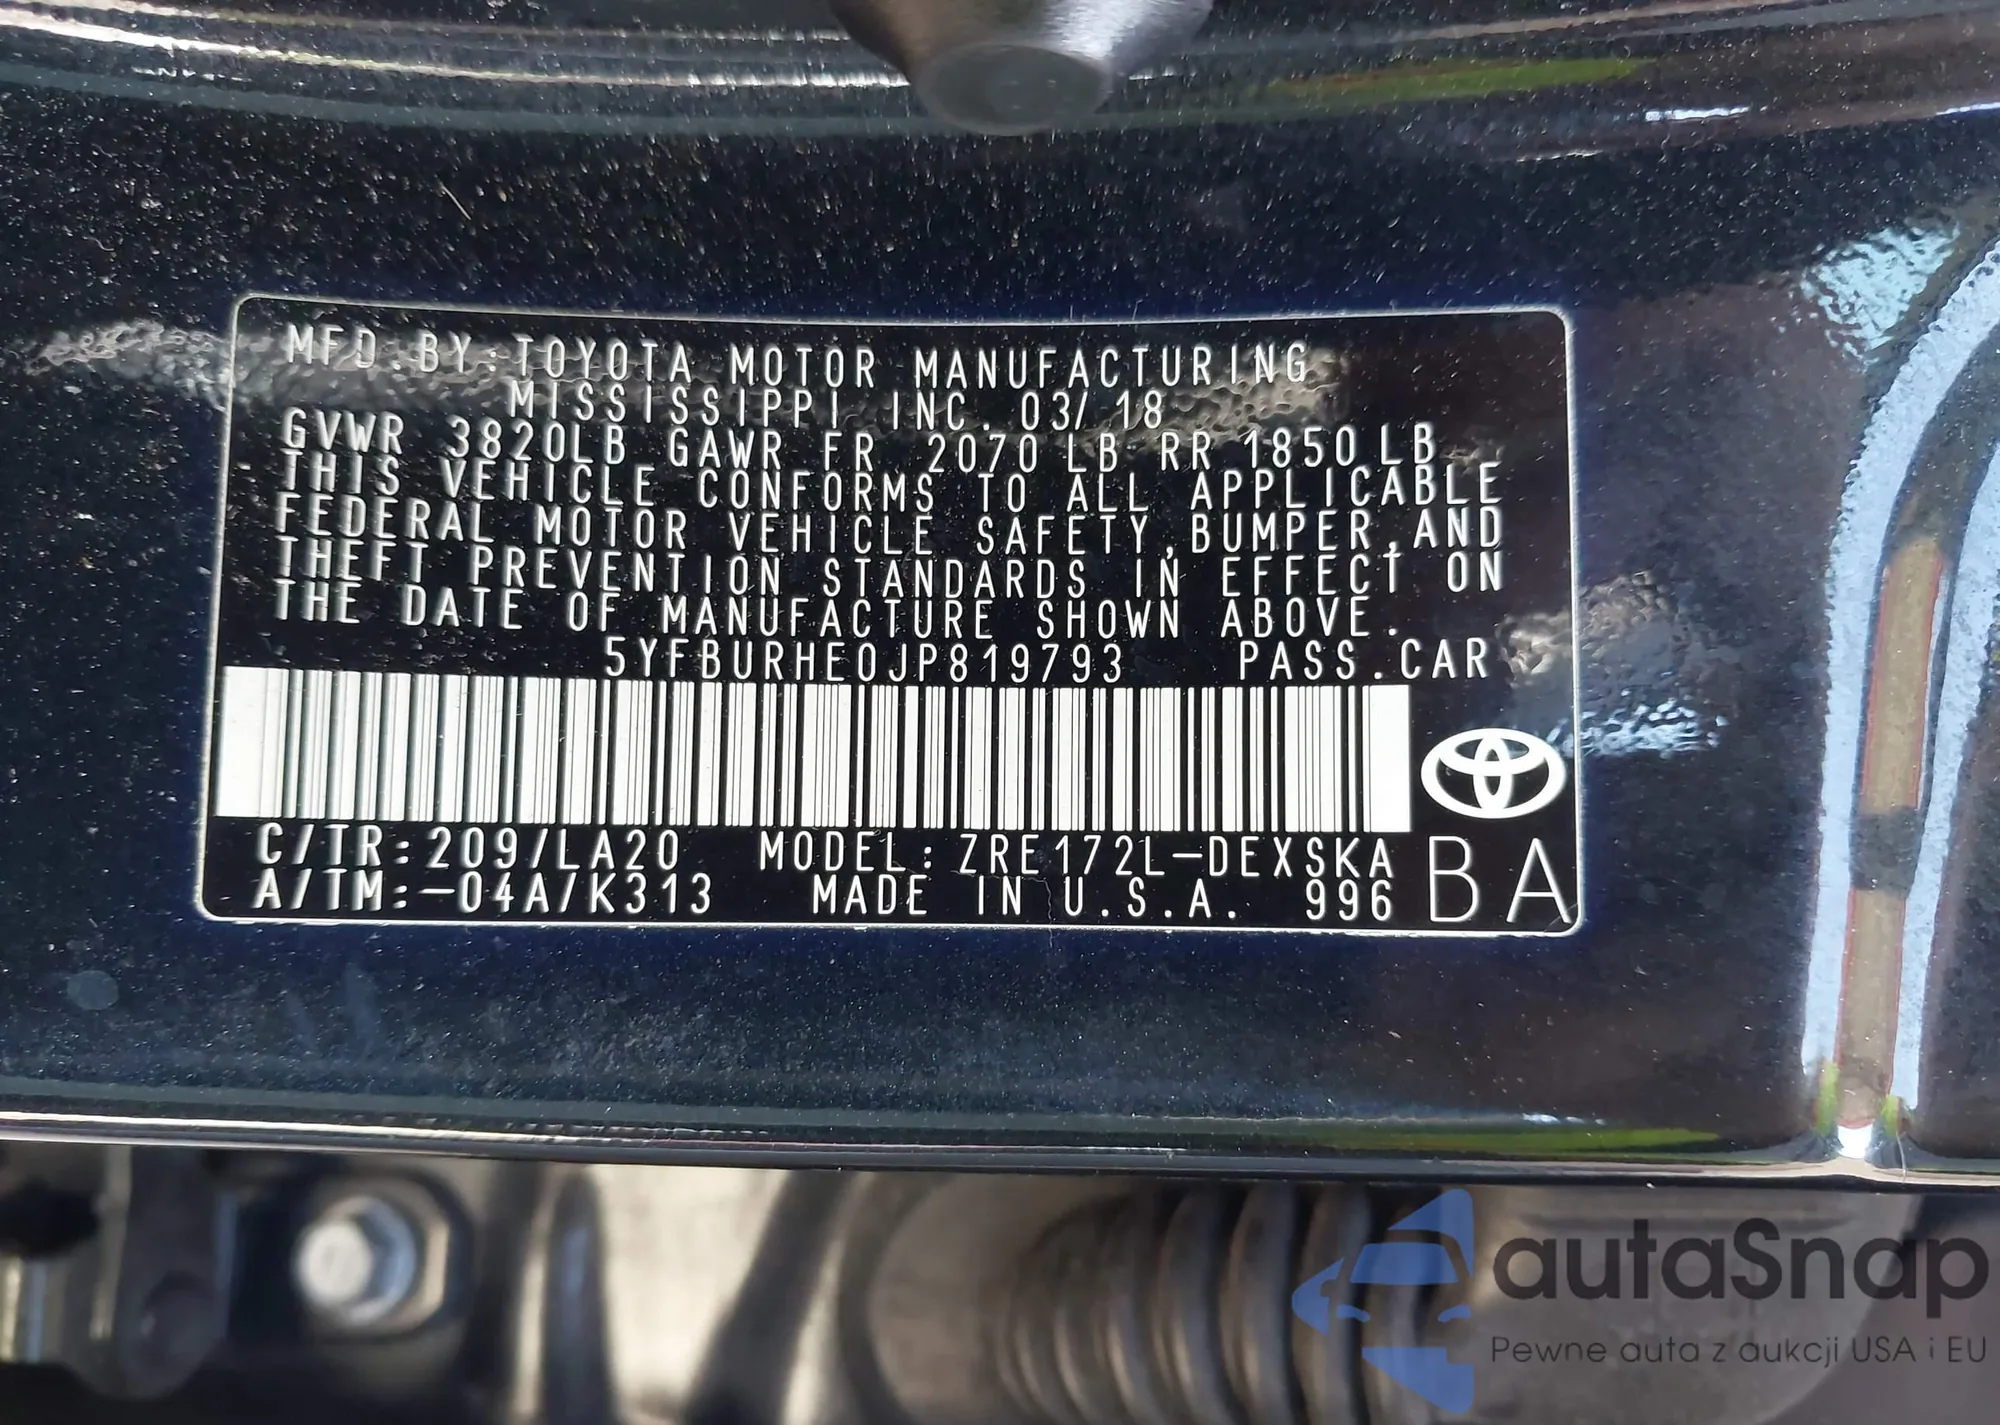 MFD.BY:TOYOTA MOTOR MANUFACTURING
MISSISSIPPI INC. 03/18
GVWR 3820LB GAWR FR 2070 LB RR 1850LB
THIS VEHICLE CONFORMS TO ALL APPLICABLE
FEDERAL MOTOR VEHICLE SAFETY,BUMPER,AND
THEFT PREVENTION STANDARDS IN EFFECT ON
THE DATE OF MANUFACTURE SHOWN ABOVE.
5YFBURHE0JP819793 PASS.CAR
C/TR:209/LA20 MODEL:ZRE172L-DEXSKA
A/TM:-04A/K313 MADE IN U.S.A. 996
BA
autaSnap
Pewne auta z aukcji USA i EU